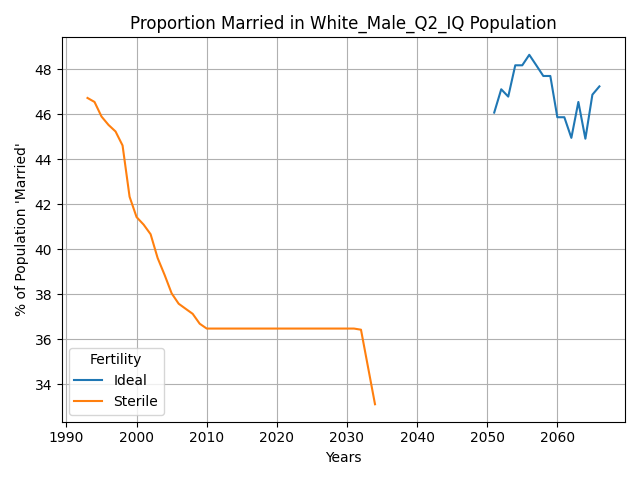 Proportion Married in White_Male_Q2_IQ Population
% of Population 'Married'
48
46
44
42
40
38
36
34
Fertility
Ideal
Sterile
1990 2000 2010 2020 2030 2040 2050 2060
Years